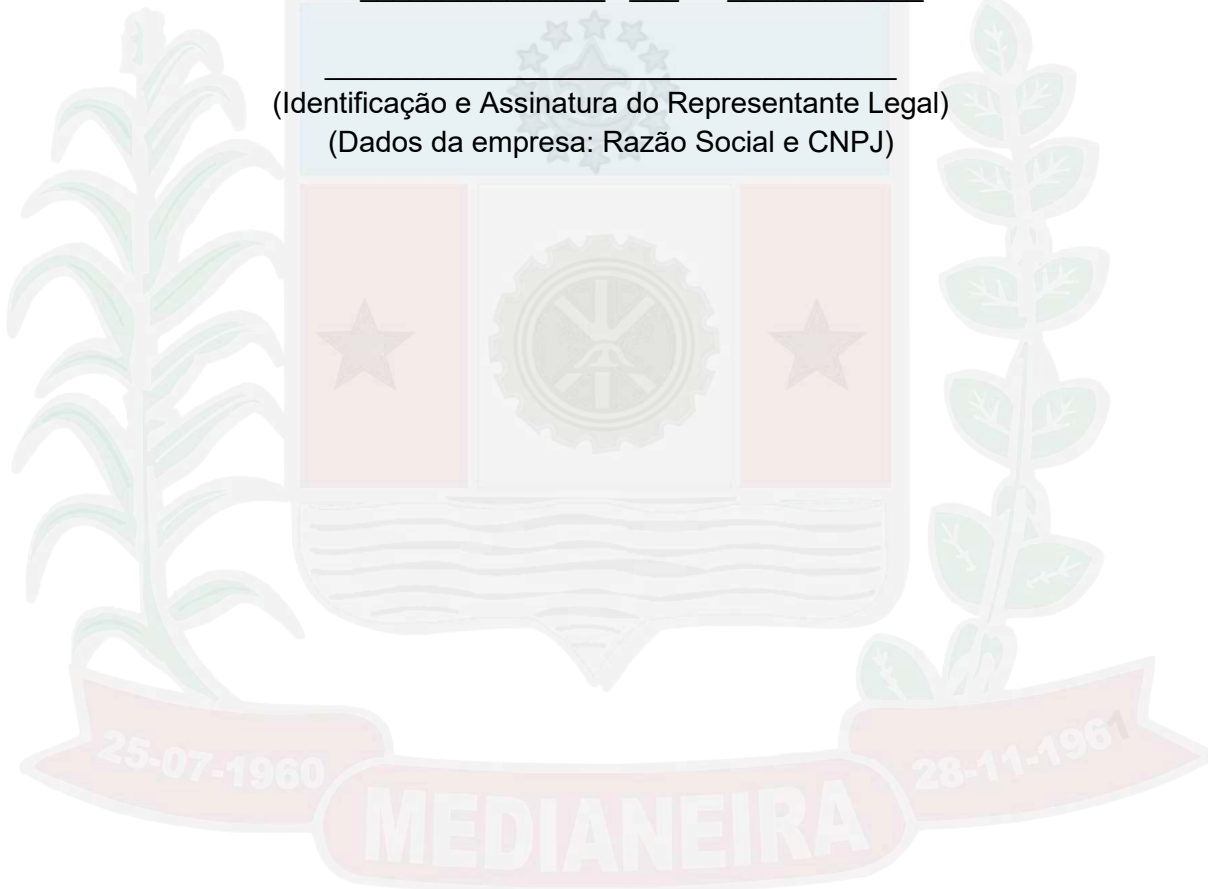 (Identificação e Assinatura do Representante Legal)
(Dados da empresa: Razão Social e CNPJ)
25-07-1960
28-11-1961
MEDIANEIRA